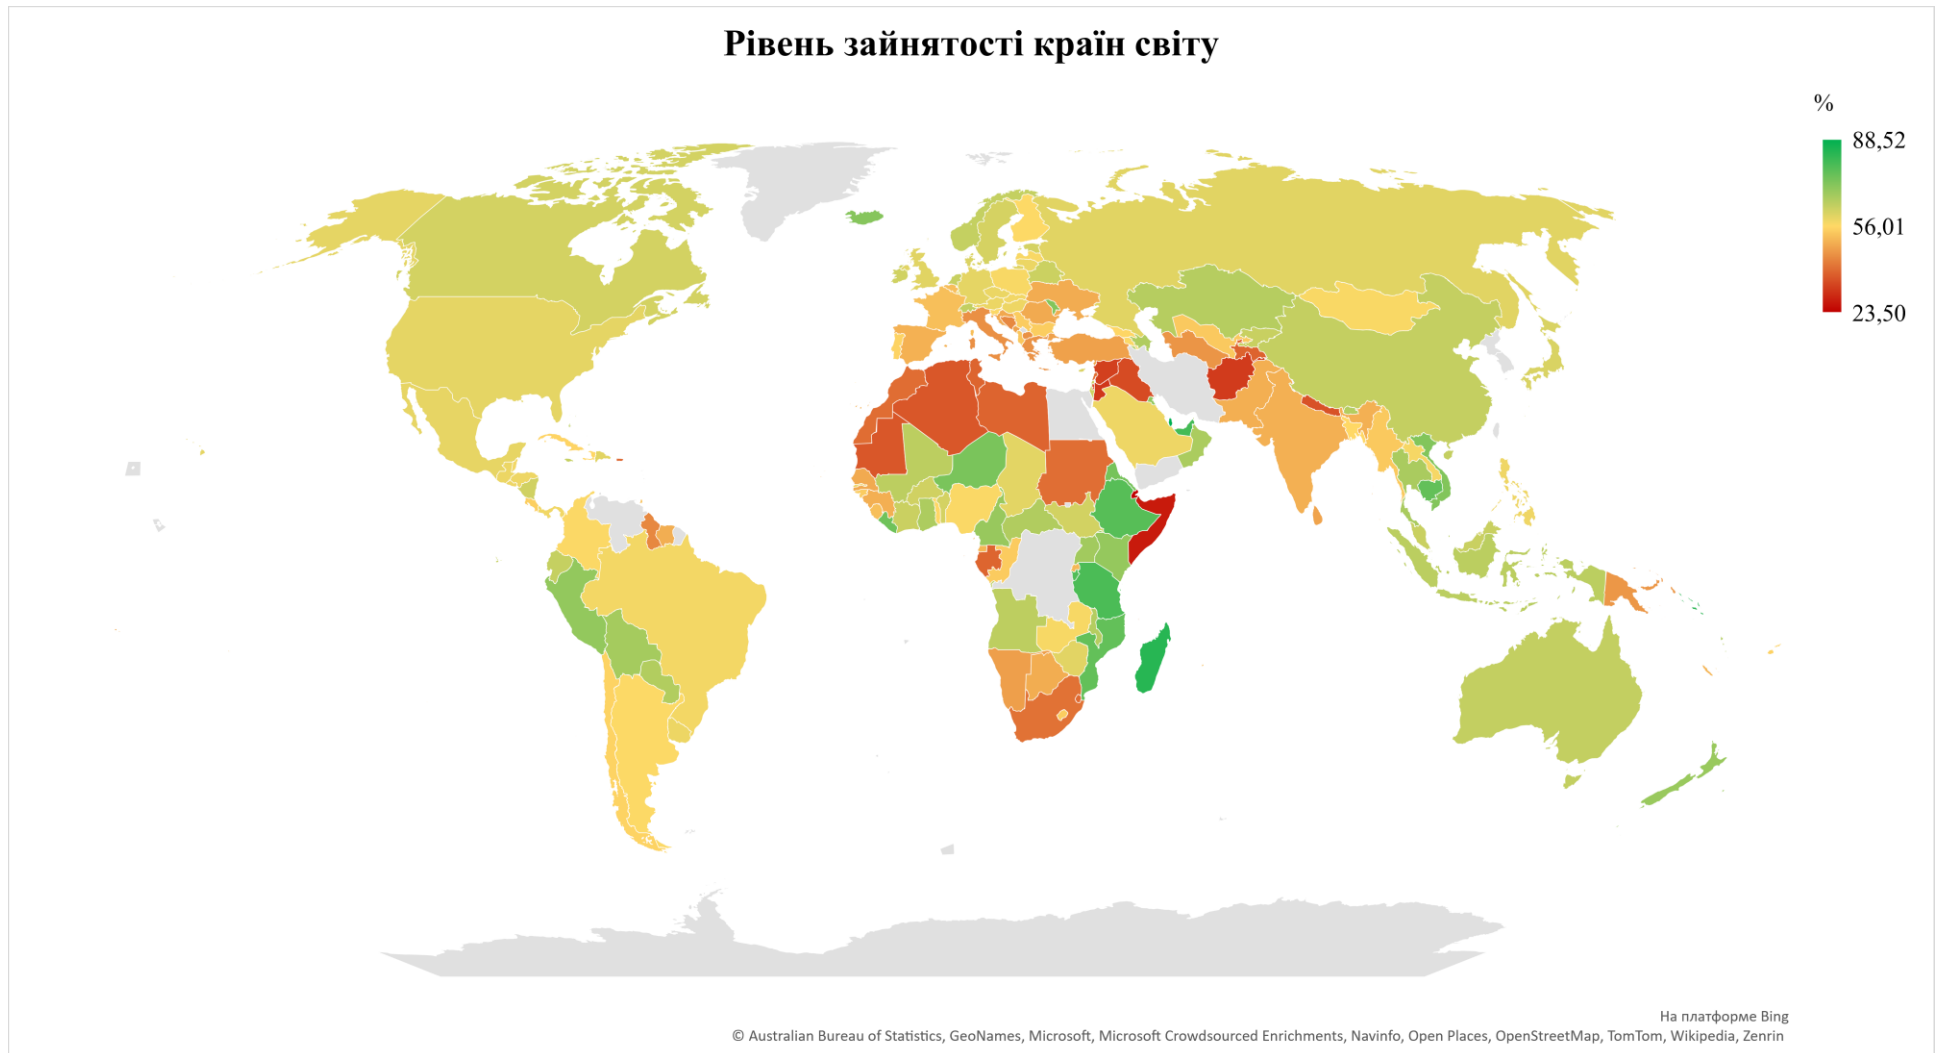 Рівень зайнятості країн світу
%
88,52
56,01
23,50
На платформе Bing
© Australian Bureau of Statistics, GeoNames, Microsoft, Microsoft Crowdsourced Enrichments, Navinfo, Open Places, OpenStreetMap, TomTom, Wikipedia, Zenrin